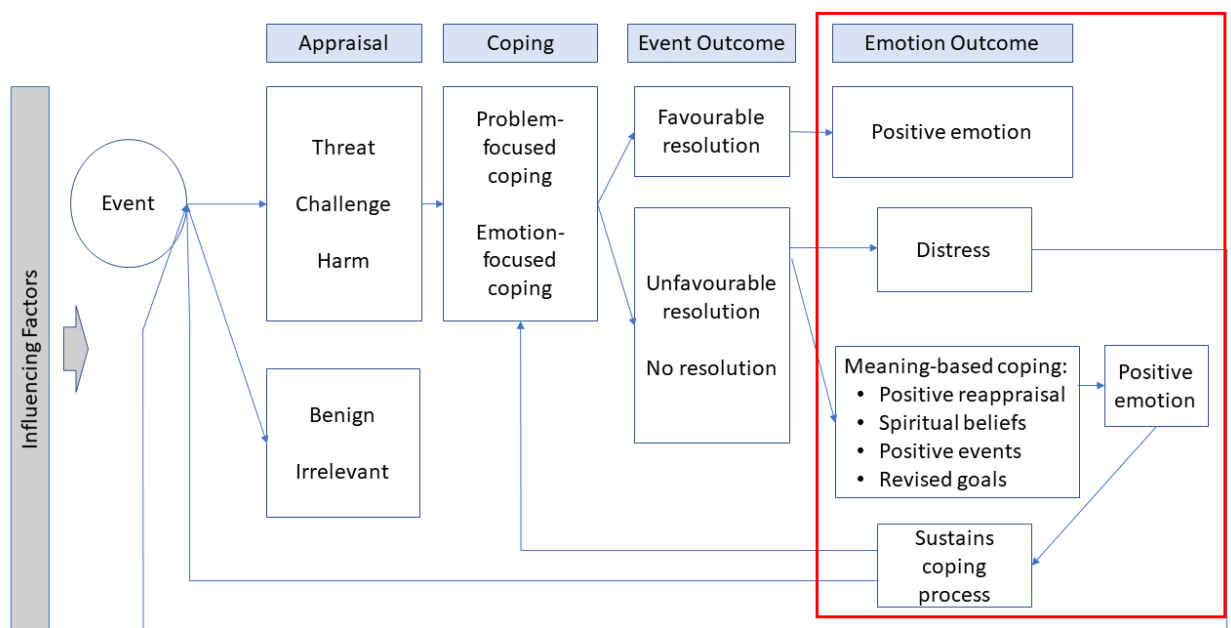 Appraisal
Coping
Event Outcome
Emotion Outcome
Influencing Factors
Event
Threat
Challenge
Harm
Benign
Irrelevant
Problem-
focused
coping
Emotion-
focused
coping
Favourable
resolution
Unfavourable
resolution
No resolution
Positive emotion
Distress
Meaning-based coping:
• Positive reappraisal
• Spiritual beliefs
• Positive events
• Revised goals
Positive
emotion
Sustains
coping
process